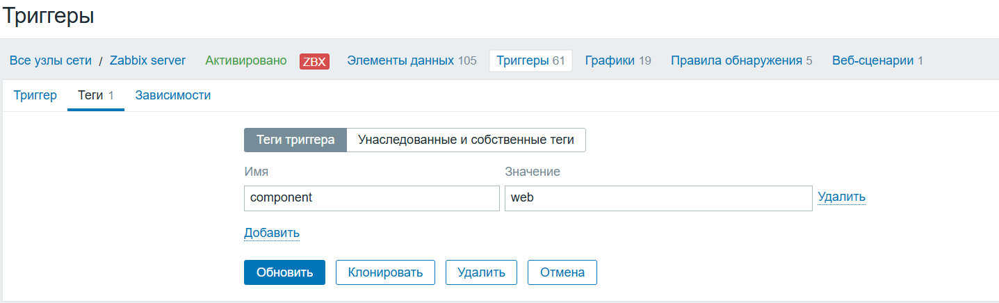 Триггеры
Все узлы сети / Zabbix server Активировано ZBX Элементы данных 105 Триггеры 61 Графики 19 Правила обнаружения 5 Веб-сценарии 1
Триггер Теги 1 Зависимости
Теги триггера Унаследованные и собственные теги
Имя Значение
component web Удалить
Добавить
Обновить Клонировать Удалить Отмена